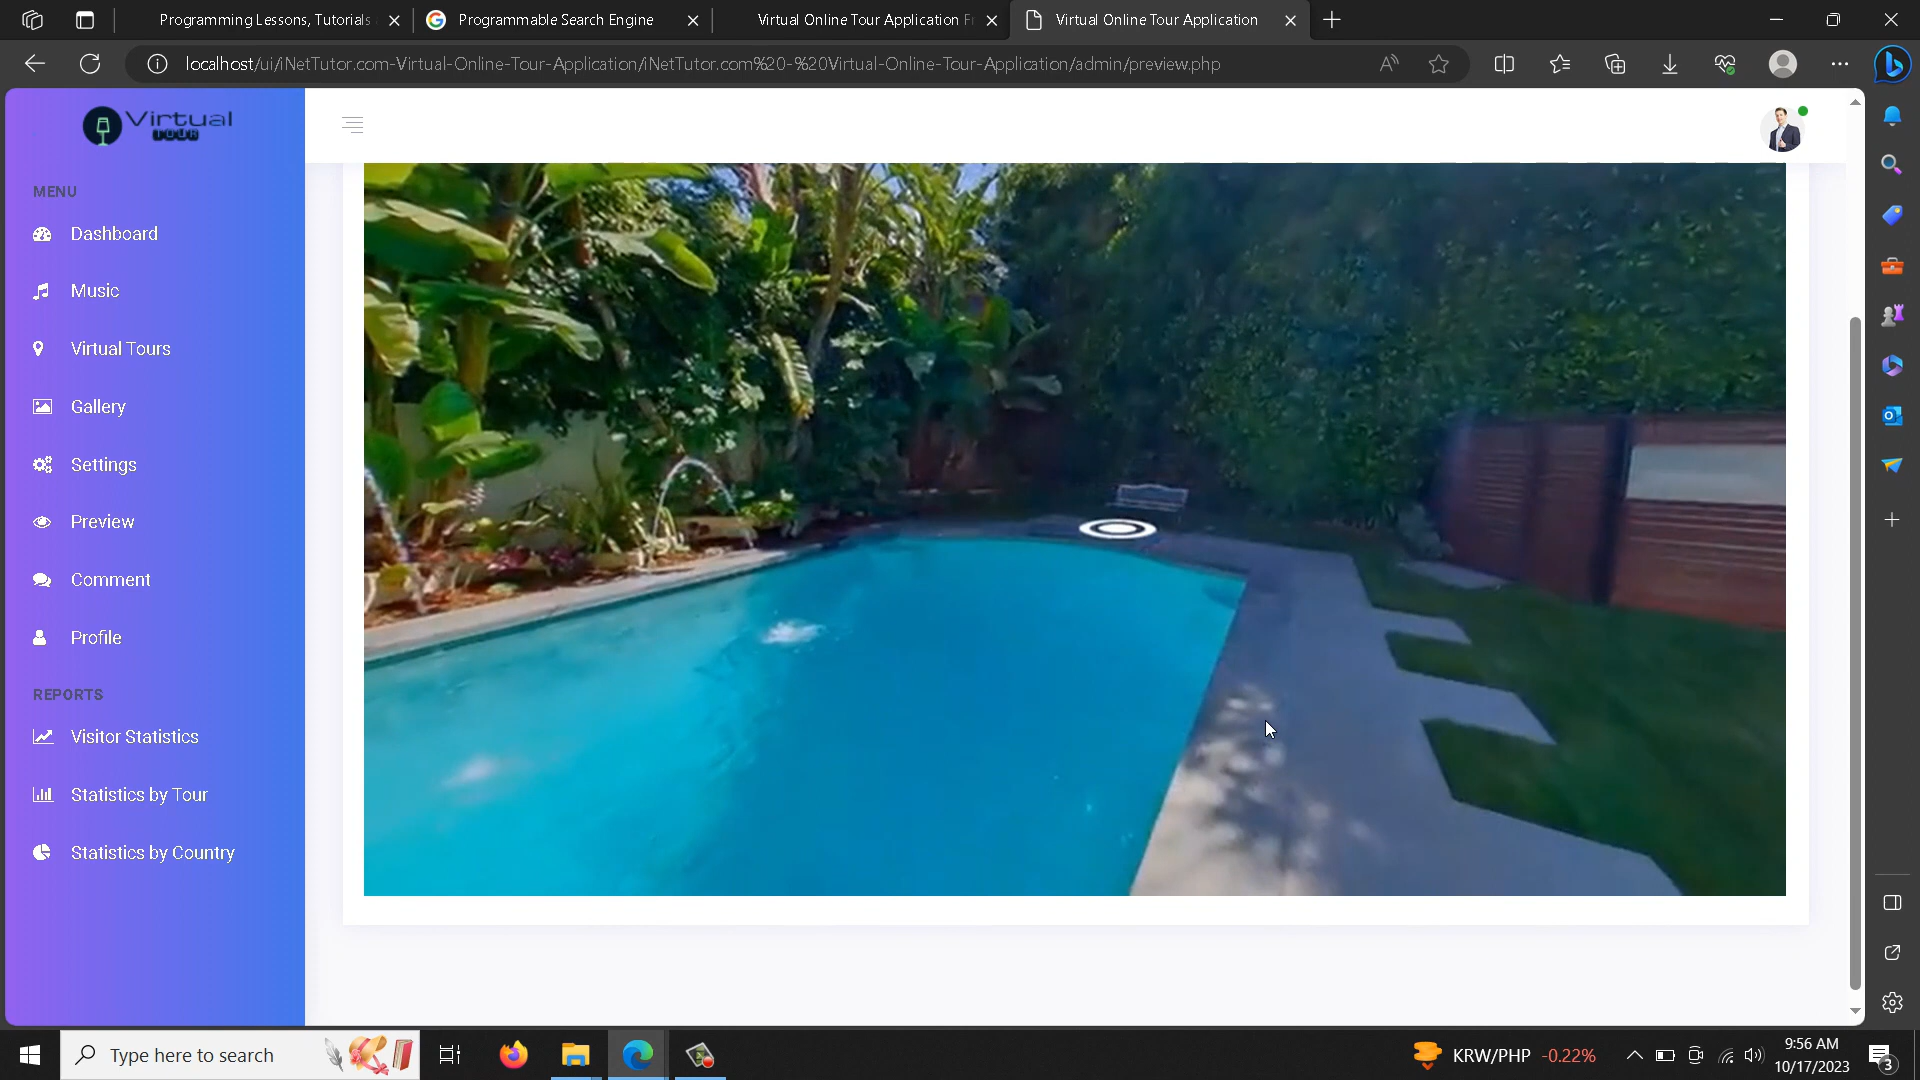 Programming Lessons, Tutorials
Programmable Search Engine
Virtual Online Tour Application Fr
Virtual Online Tour Application
localhost/ui/iNetTutor.com-Virtual-Online-Tour-Application/iNetTutor.com%20-%20Virtual-Online-Tour-Application/admin/preview.php
Virtual
TOUR
MENU
Dashboard
Music
Virtual Tours
Gallery
Settings
Preview
Comment
Profile
REPORTS
Visitor Statistics
Statistics by Tour
Statistics by Country
Type here to search
KRW/PHP -0.22%
9:56 AM
10/17/2023
3